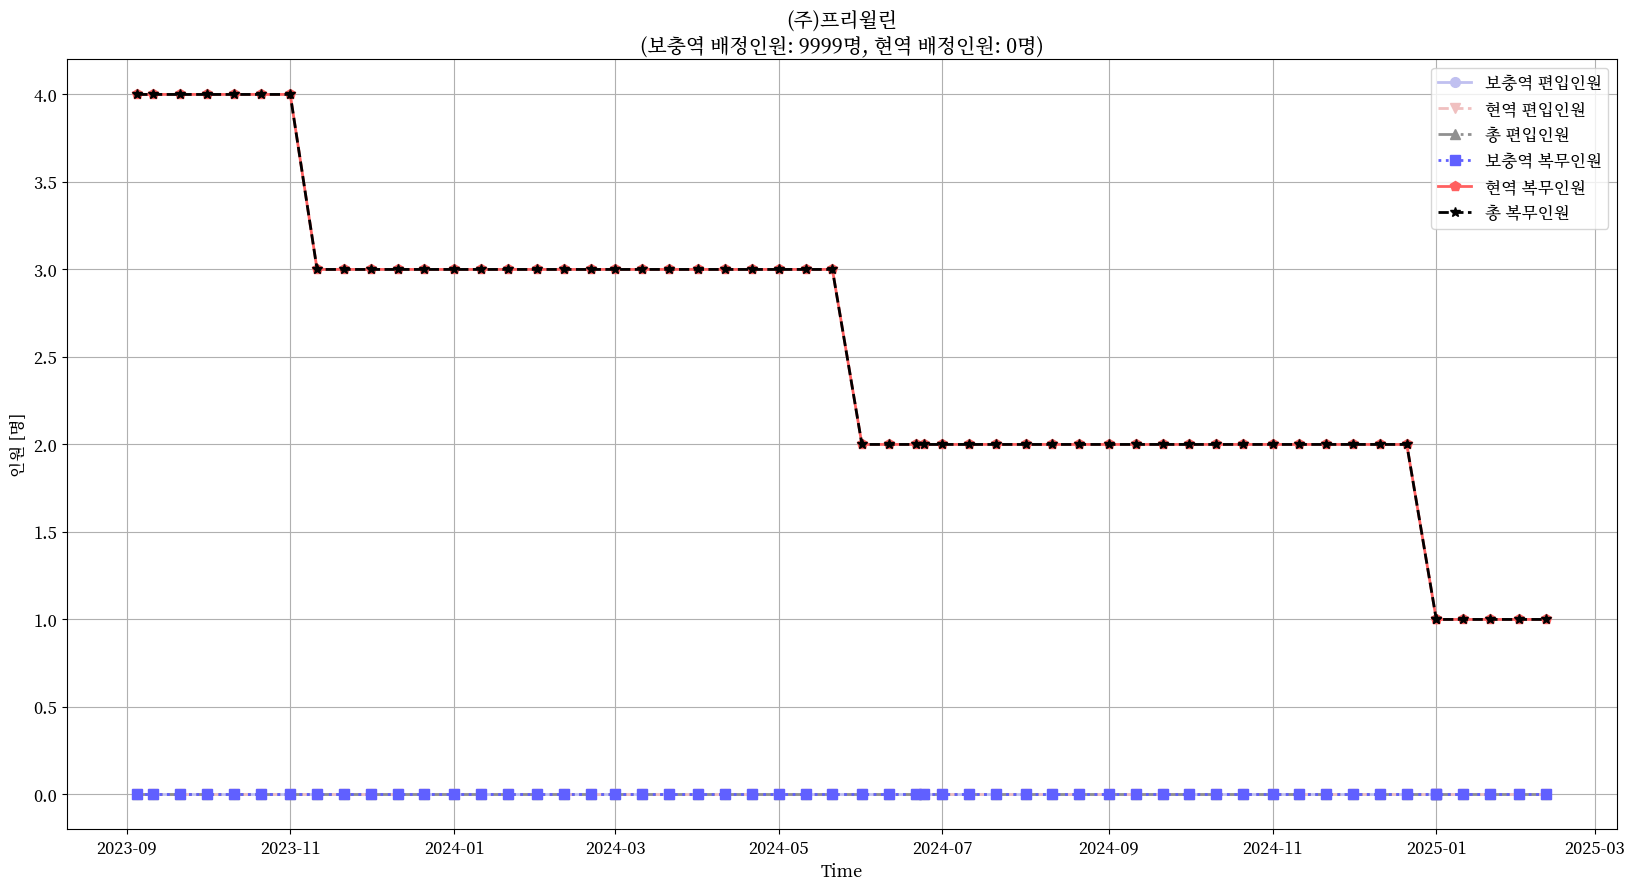 (주)프리윌린
(보충역 배정인원: 9999명, 현역 배정인원: 0명)
보충역 편입인원
현역 편입인원
총 편입인원
보충역 복무인원
현역 복무인원
총 복무인원
인원 [명]
4.0
3.5
3.0
2.5
2.0
1.5
1.0
0.5
0.0
2023-09
2023-11
2024-01
2024-03
2024-05
2024-07
2024-09
2024-11
2025-01
2025-03
Time